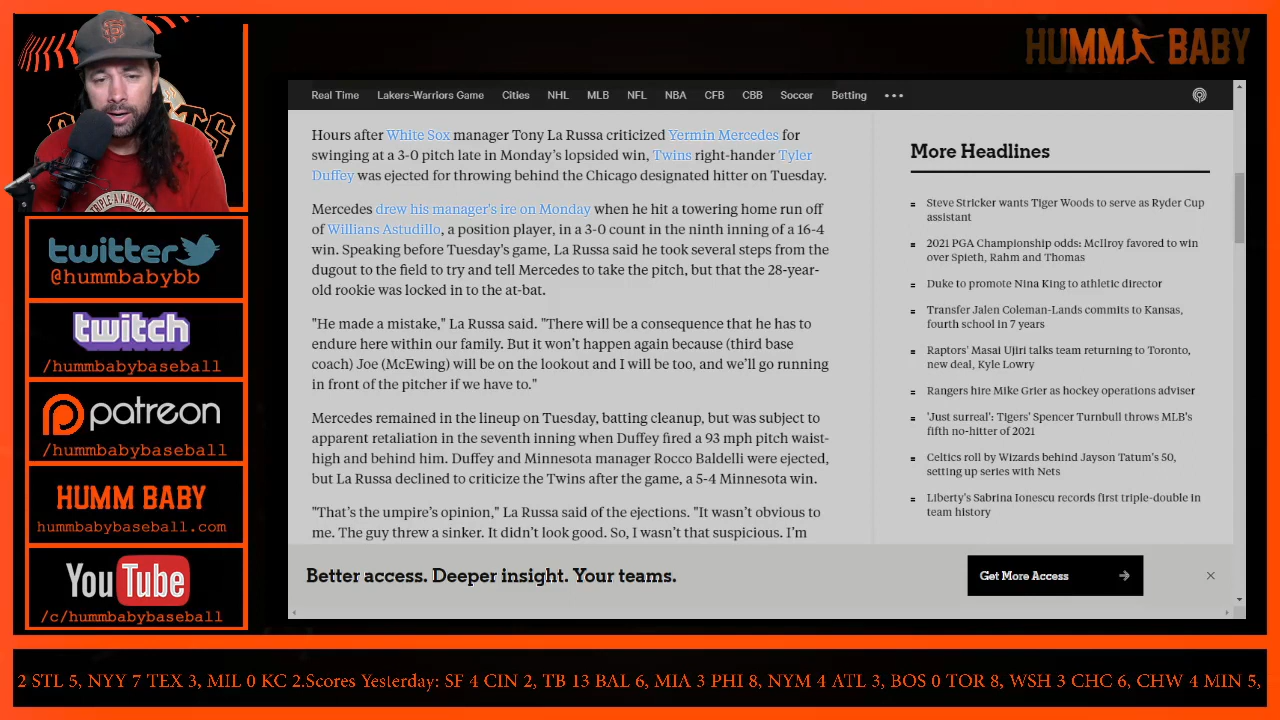 HUMM BABY
Real Time Lakers-Warriors Game Cities NHL MLB NFL NBA CFB CBB Soccer Betting •••
Hours after White Sox manager Tony La Russa criticized Yermin Mercedes for
swinging at a 3-0 pitch late in Monday’s lopsided win, Twins right-hander Tyler
Duffey was ejected for throwing behind the Chicago designated hitter on Tuesday.
Mercedes drew his manager's ire on Monday when he hit a towering home run off
of Willians Astudillo, a position player, in a 3-0 count in the ninth inning of a 16-4
win. Speaking before Tuesday’s game, La Russa said he took several steps from the
dugout to the field to try and tell Mercedes to take the pitch, but that the 28-year-
old rookie was locked in to the at-bat.
"He made a mistake," La Russa said. "There will be a consequence that he has to
endure here within our family. But it won’t happen again because (third base
coach) Joe (McEwing) will be on the lookout and I will be too, and we’ll go running
in front of the pitcher if we have to."
Mercedes remained in the lineup on Tuesday, batting cleanup, but was subject to
apparent retaliation in the seventh inning when Duffey fired a 93 mph pitch waist-
high and behind him. Duffey and Minnesota manager Rocco Baldelli were ejected,
but La Russa declined to criticize the Twins after the game, a 5-4 Minnesota win.
"That’s the umpire’s opinion," La Russa said of the ejections. "It wasn’t obvious to
me. The guy threw a sinker. It didn’t look good. So, I wasn’t that suspicious. I’m
More Headlines
Steve Stricker wants Tiger Woods to serve as Ryder Cup
assistant
2021 PGA Championship odds: McIlroy favored to win
over Spieth, Rahm and Thomas
Duke to promote Nina King to athletic director
Transfer Jalen Coleman-Lands commits to Kansas,
fourth school in 7 years
Raptors’ Masai Ujiri talks team returning to Toronto,
new deal, Kyle Lowry
Rangers hire Mike Grier as hockey operations adviser
'Just surreal': Tigers' Spencer Turnbull throws MLB's
fifth no-hitter of 2021
Celtics roll by Wizards behind Jayson Tatum's 50,
setting up series with Nets
Liberty's Sabrina Ionescu records first triple-double in
team history
Better access. Deeper insight. Your teams.
Get More Access
twitter
@hummbabybb
twitch
/hummbabybaseball
patreon
/hummbabybaseball
HUMM BABY
hummbabybaseball.com
YouTube
/c/hummbabybaseball
2 STL 5, NYY 7 TEX 3, MIL 0 KC 2.Scores Yesterday: SF 4 CIN 2, TB 13 BAL 6, MIA 3 PHI 8, NYM 4 ATL 3, BOS 0 TOR 8, WSH 3 CHC 6, CHW 4 MIN 5,